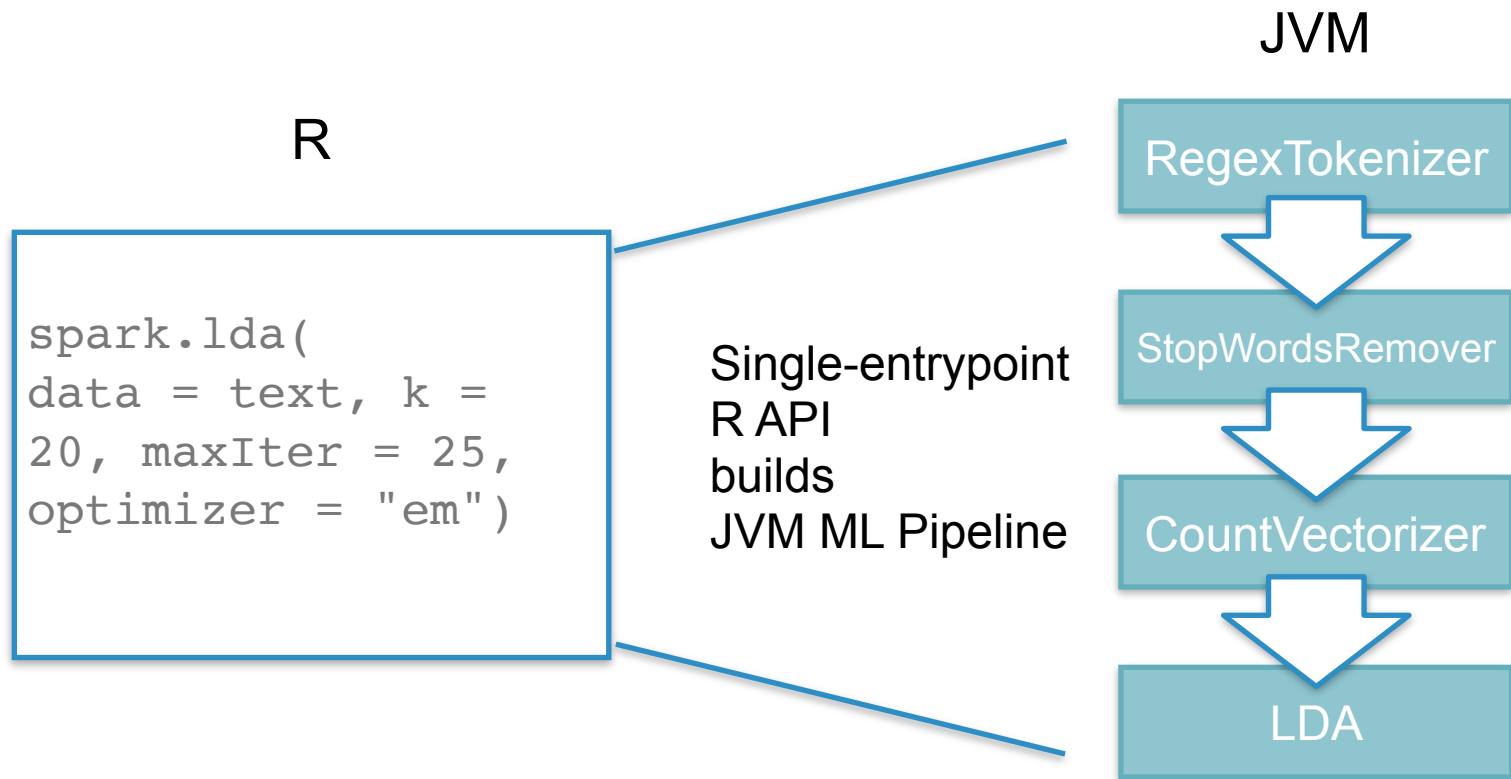 R
spark.lda(
data = text, k =
20, maxIter = 25,
optimizer = "em")
Single-entrypoint
R API
builds
JVM ML Pipeline
JVM
RegexTokenizer
StopWordsRemover
CountVectorizer
LDA